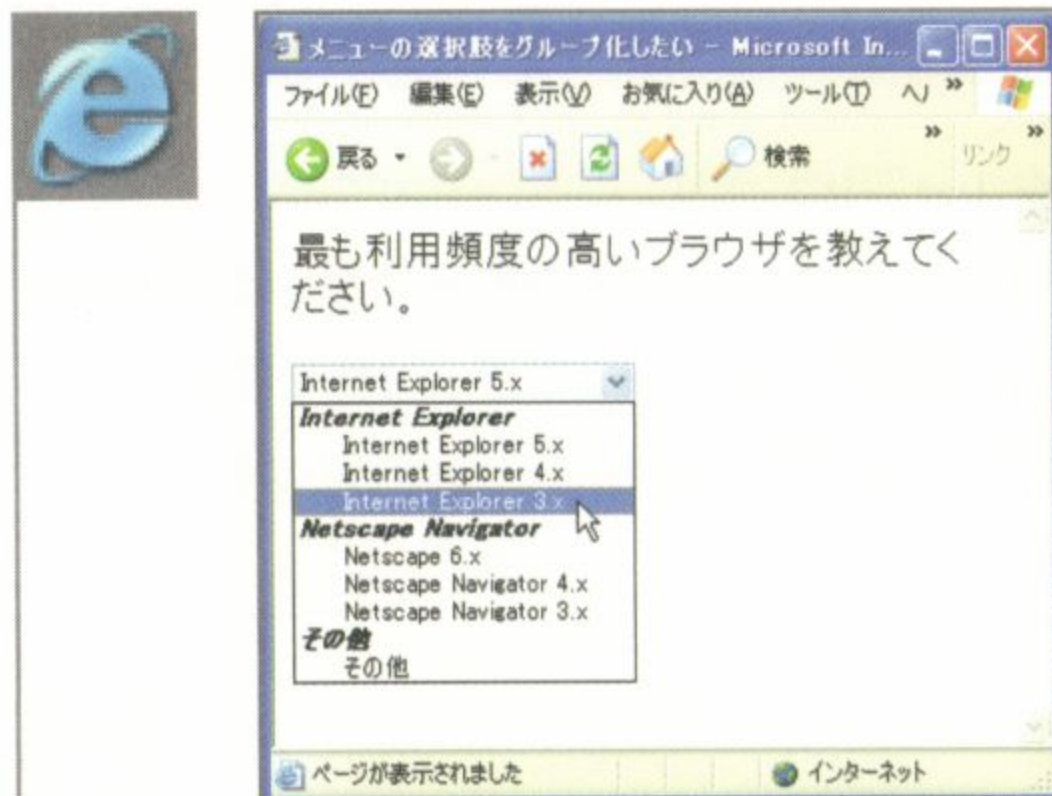 メニューの選択肢をグループ化したい - Microsoft In...
ファイル(F) 編集(E) 表示(V) お気に入り(A) ツール(T) ヘ »
戻る 検索 » リンク »
最も利用頻度の高いブラウザを教えてく
ださい。
Internet Explorer 5.x
Internet Explorer
Internet Explorer 5.x
Internet Explorer 4.x
Internet Explorer 3.x
Netscape Navigator
Netscape 6.x
Netscape Navigator 4.x
Netscape Navigator 3.x
その他
その他
ページが表示されました インターネット